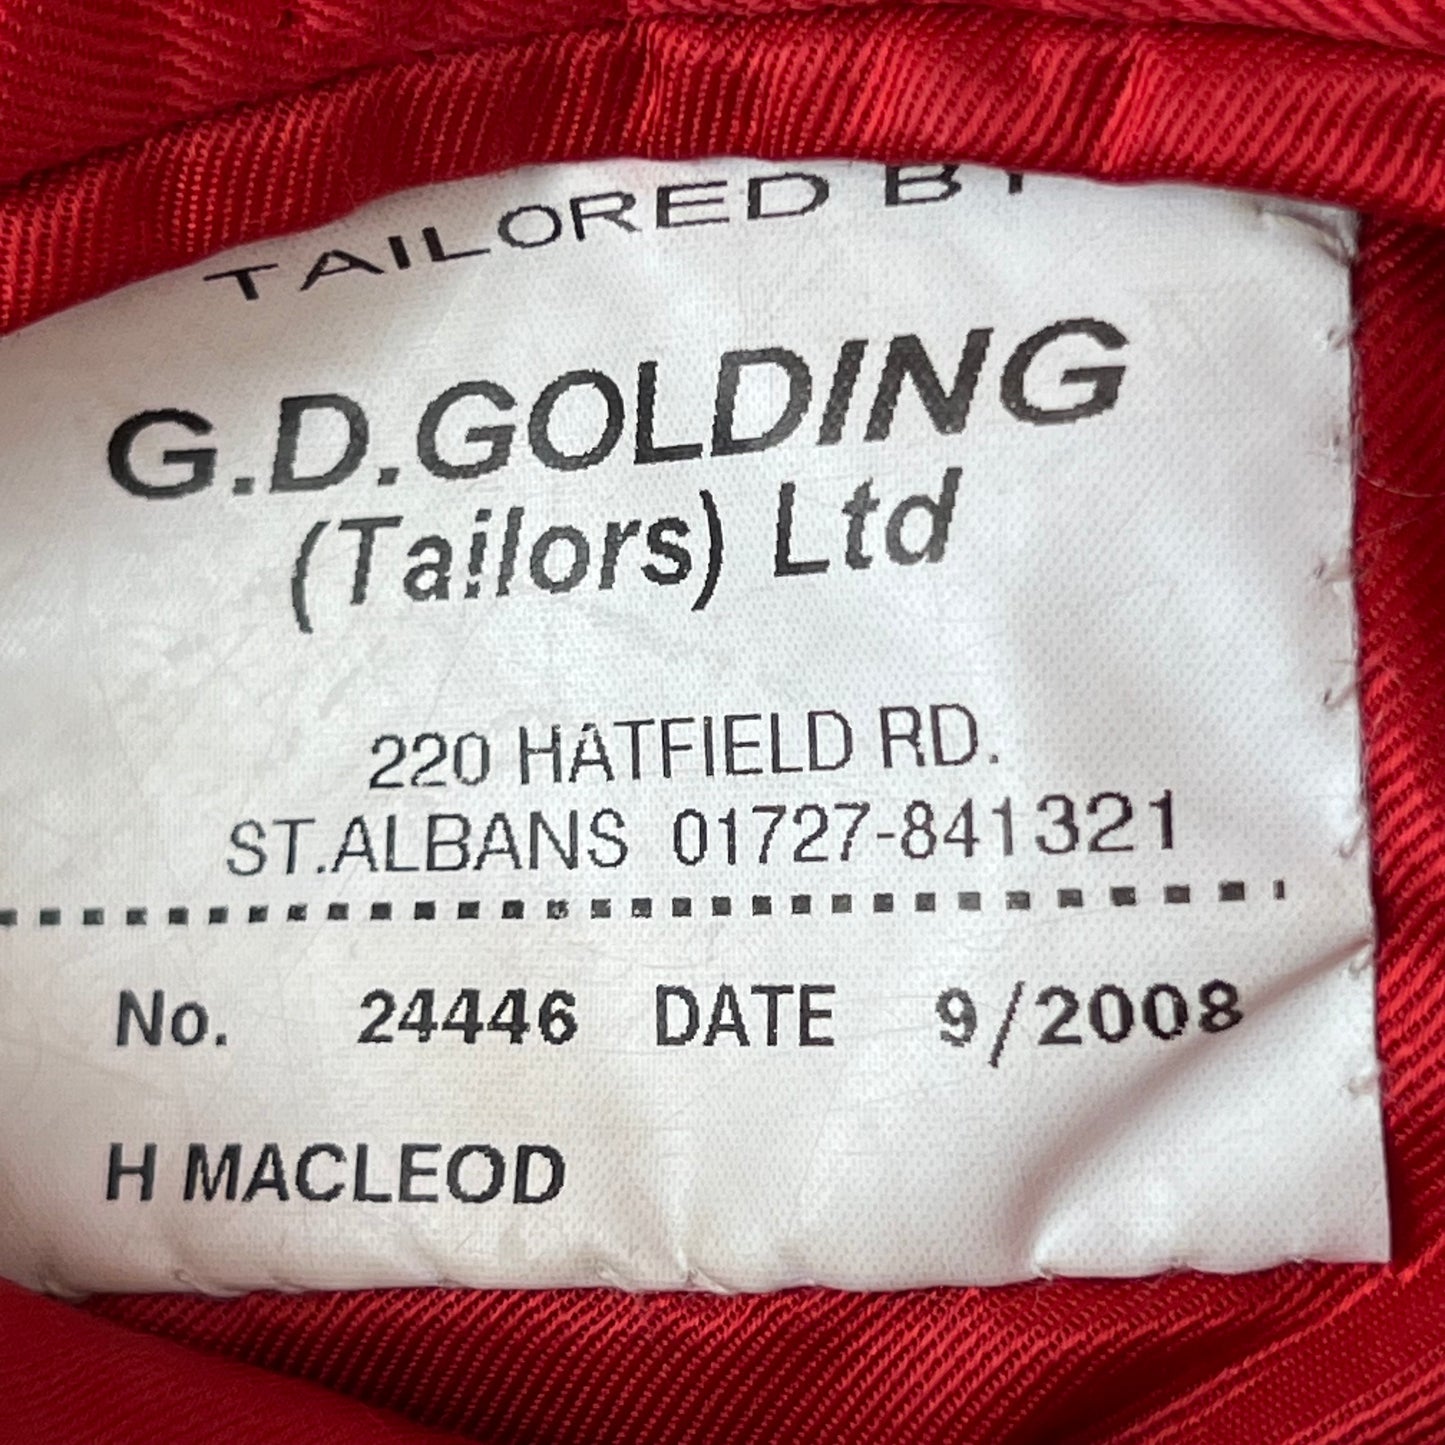 TAILORED BY
G.D.GOLDING
(Tailors) Ltd
220 HATFIELD RD.
ST.ALBANS 01727-841321
No. 24446 DATE 9/2008
H MACLEOD